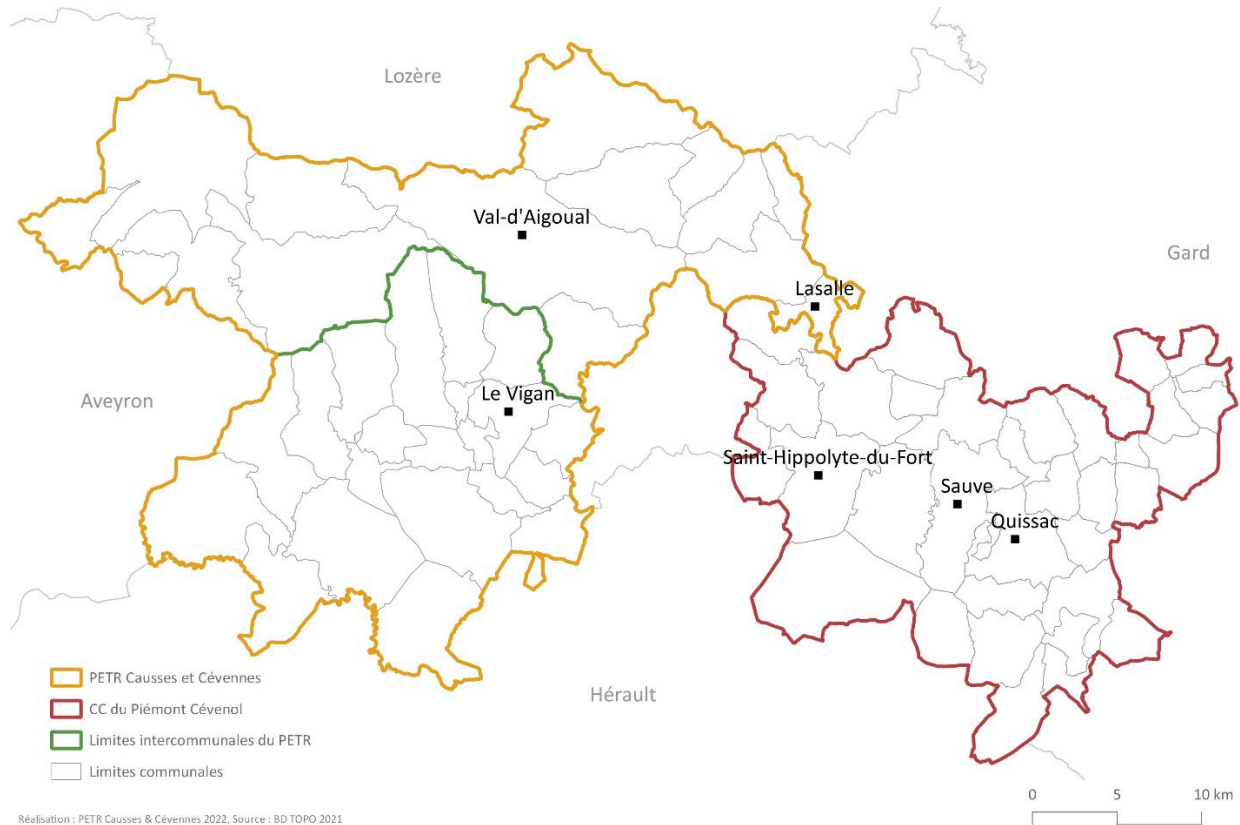 Lozère
Val-d'Aigoual
Gard
Lasalle
Aveyron
Le Vigan
Saint-Hippolyte-du-Fort
Sauve
Quissac
Hérault
PETR Causses et Cévennes
CC du Piémont Cévenol
Limites intercommunales du PETR
Limites communales
0 5 10 km
Réalisation : PETR Causses & Cévennes 2022, Source : BD TOPO 2021